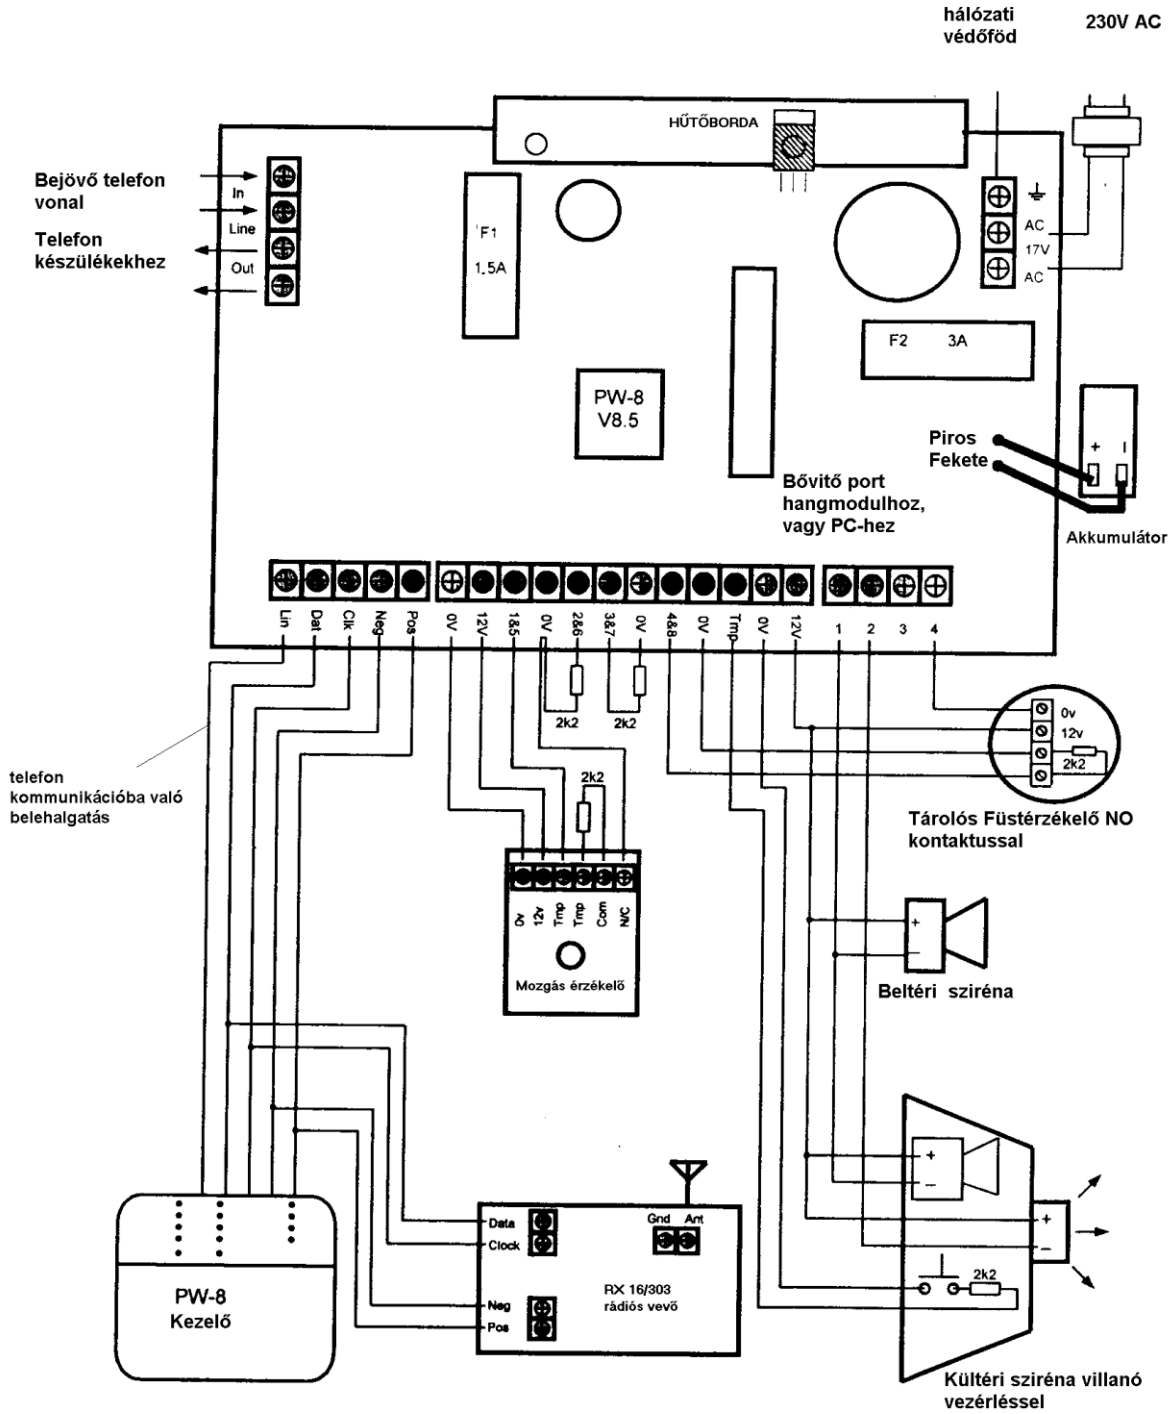 hálózati
védőföd
230V AC
HŰTŐBORDA
Bejövő telefon
vonal
In
Line
Telefon
készülékekhez
Out
F1
1.5A
AC
17V
AC
F2 3A
PW-8
V8.5
Piros
Fekete
+ I
Bővitő port
hangmodulhoz,
vagy PC-hez
Akkumulátor
Lin Dat Clk Neg Pos 0V 12V 1&5 0V 2&6 3&7 0V 4&8 0V Tmp 0V 12V 1 2 3 4
2k2 2k2
0v
12v
2k2
telefon
kommunikációba való
belehalgatás
2k2
Tárolós Füstérzékelő NO
kontaktussal
0v 12v Tmp Tmp Com N/C
Mozgás érzékelő
+
−
Beltéri sziréna
+
−
Data
Clock
Gnd Ant
+
−
2k2
RX 16/303
rádiós vevő
Neg
Pos
PW-8
Kezelő
Kültéri sziréna villanó
vezérléssel